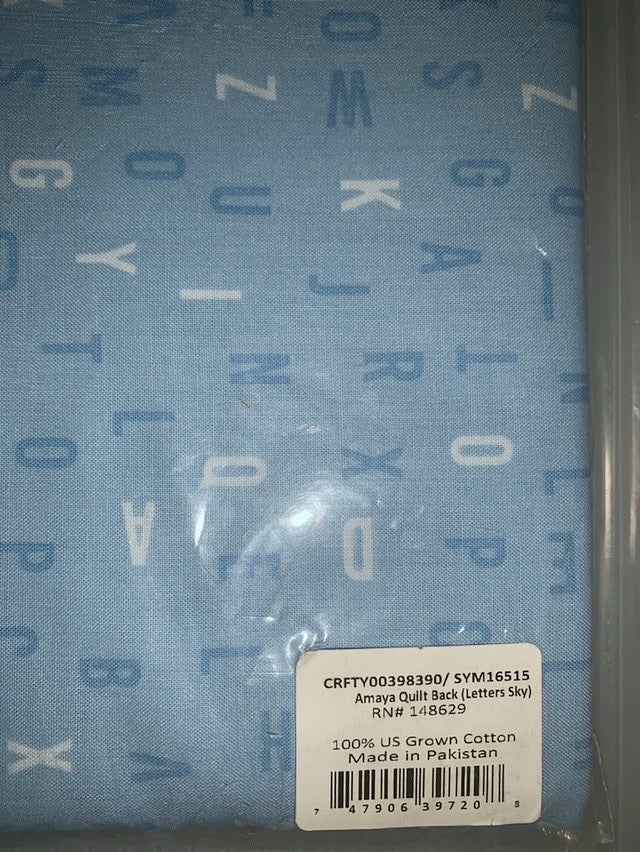 S M Z W S Z
G O U K G O
Y I J A I
T N R I N
L
O Q X O L
A D
P E P E
C L C
B
X A H
CRFTY00398390/ SYM16515
Amaya Quilt Back (Letters Sky)
RN# 148629
100% US Grown Cotton
Made in Pakistan
7 47906 39720 8